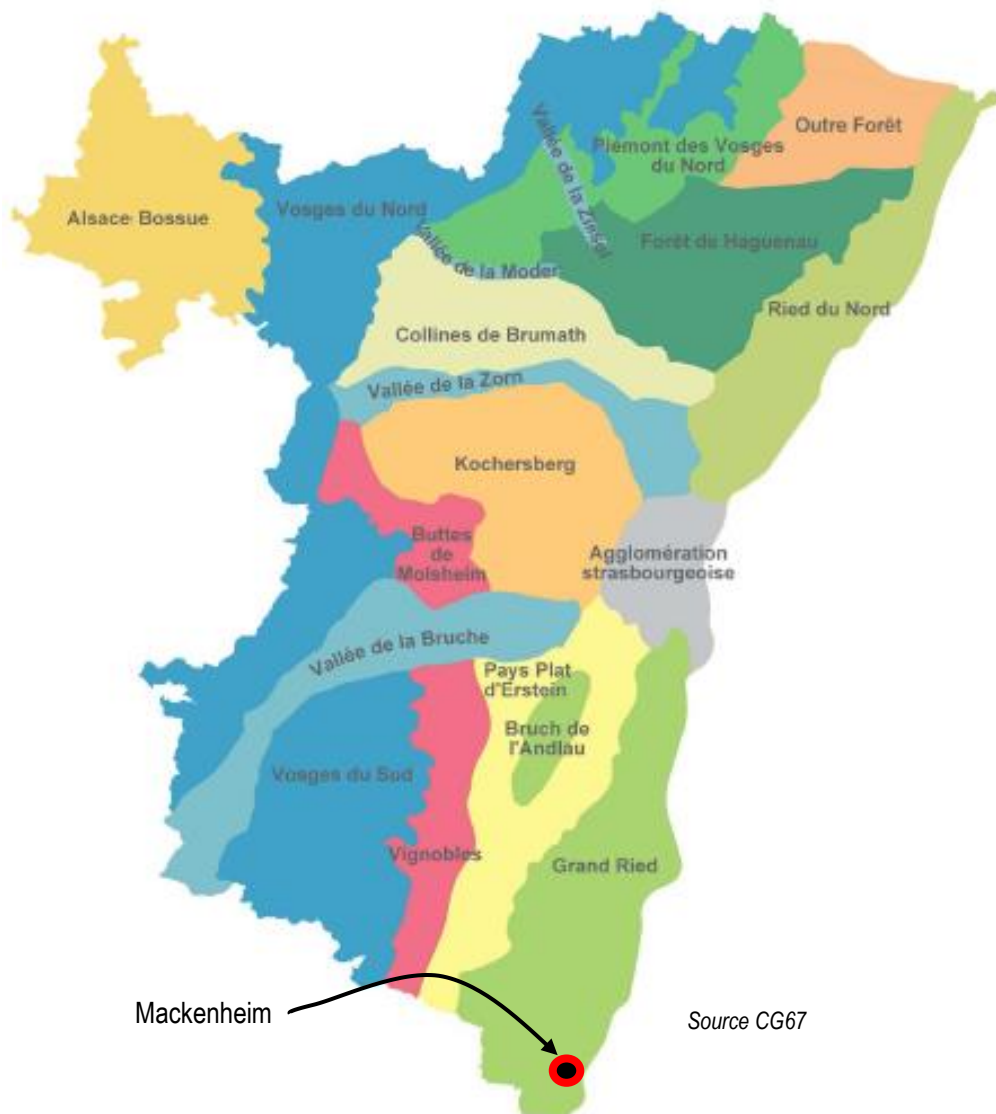 Outre Forêt
Vallée de la Zinsel
Piemont des Vosges
du Nord
Alsace Bossue
Vosges du Nord
Forêt de Haguenau
Vallée de la Moder
Ried du Nord
Collines de Brumath
Vallée de la Zorn
Kochersberg
Buttes
de
Molsheim
Agglomération
strasbourgeoise
Vallée de la Bruche
Pays Plat
d'Erstein
Bruch de
l'Andlau
Vosges du Sud
Vignobles
Grand Ried
Mackenheim
Source CG67